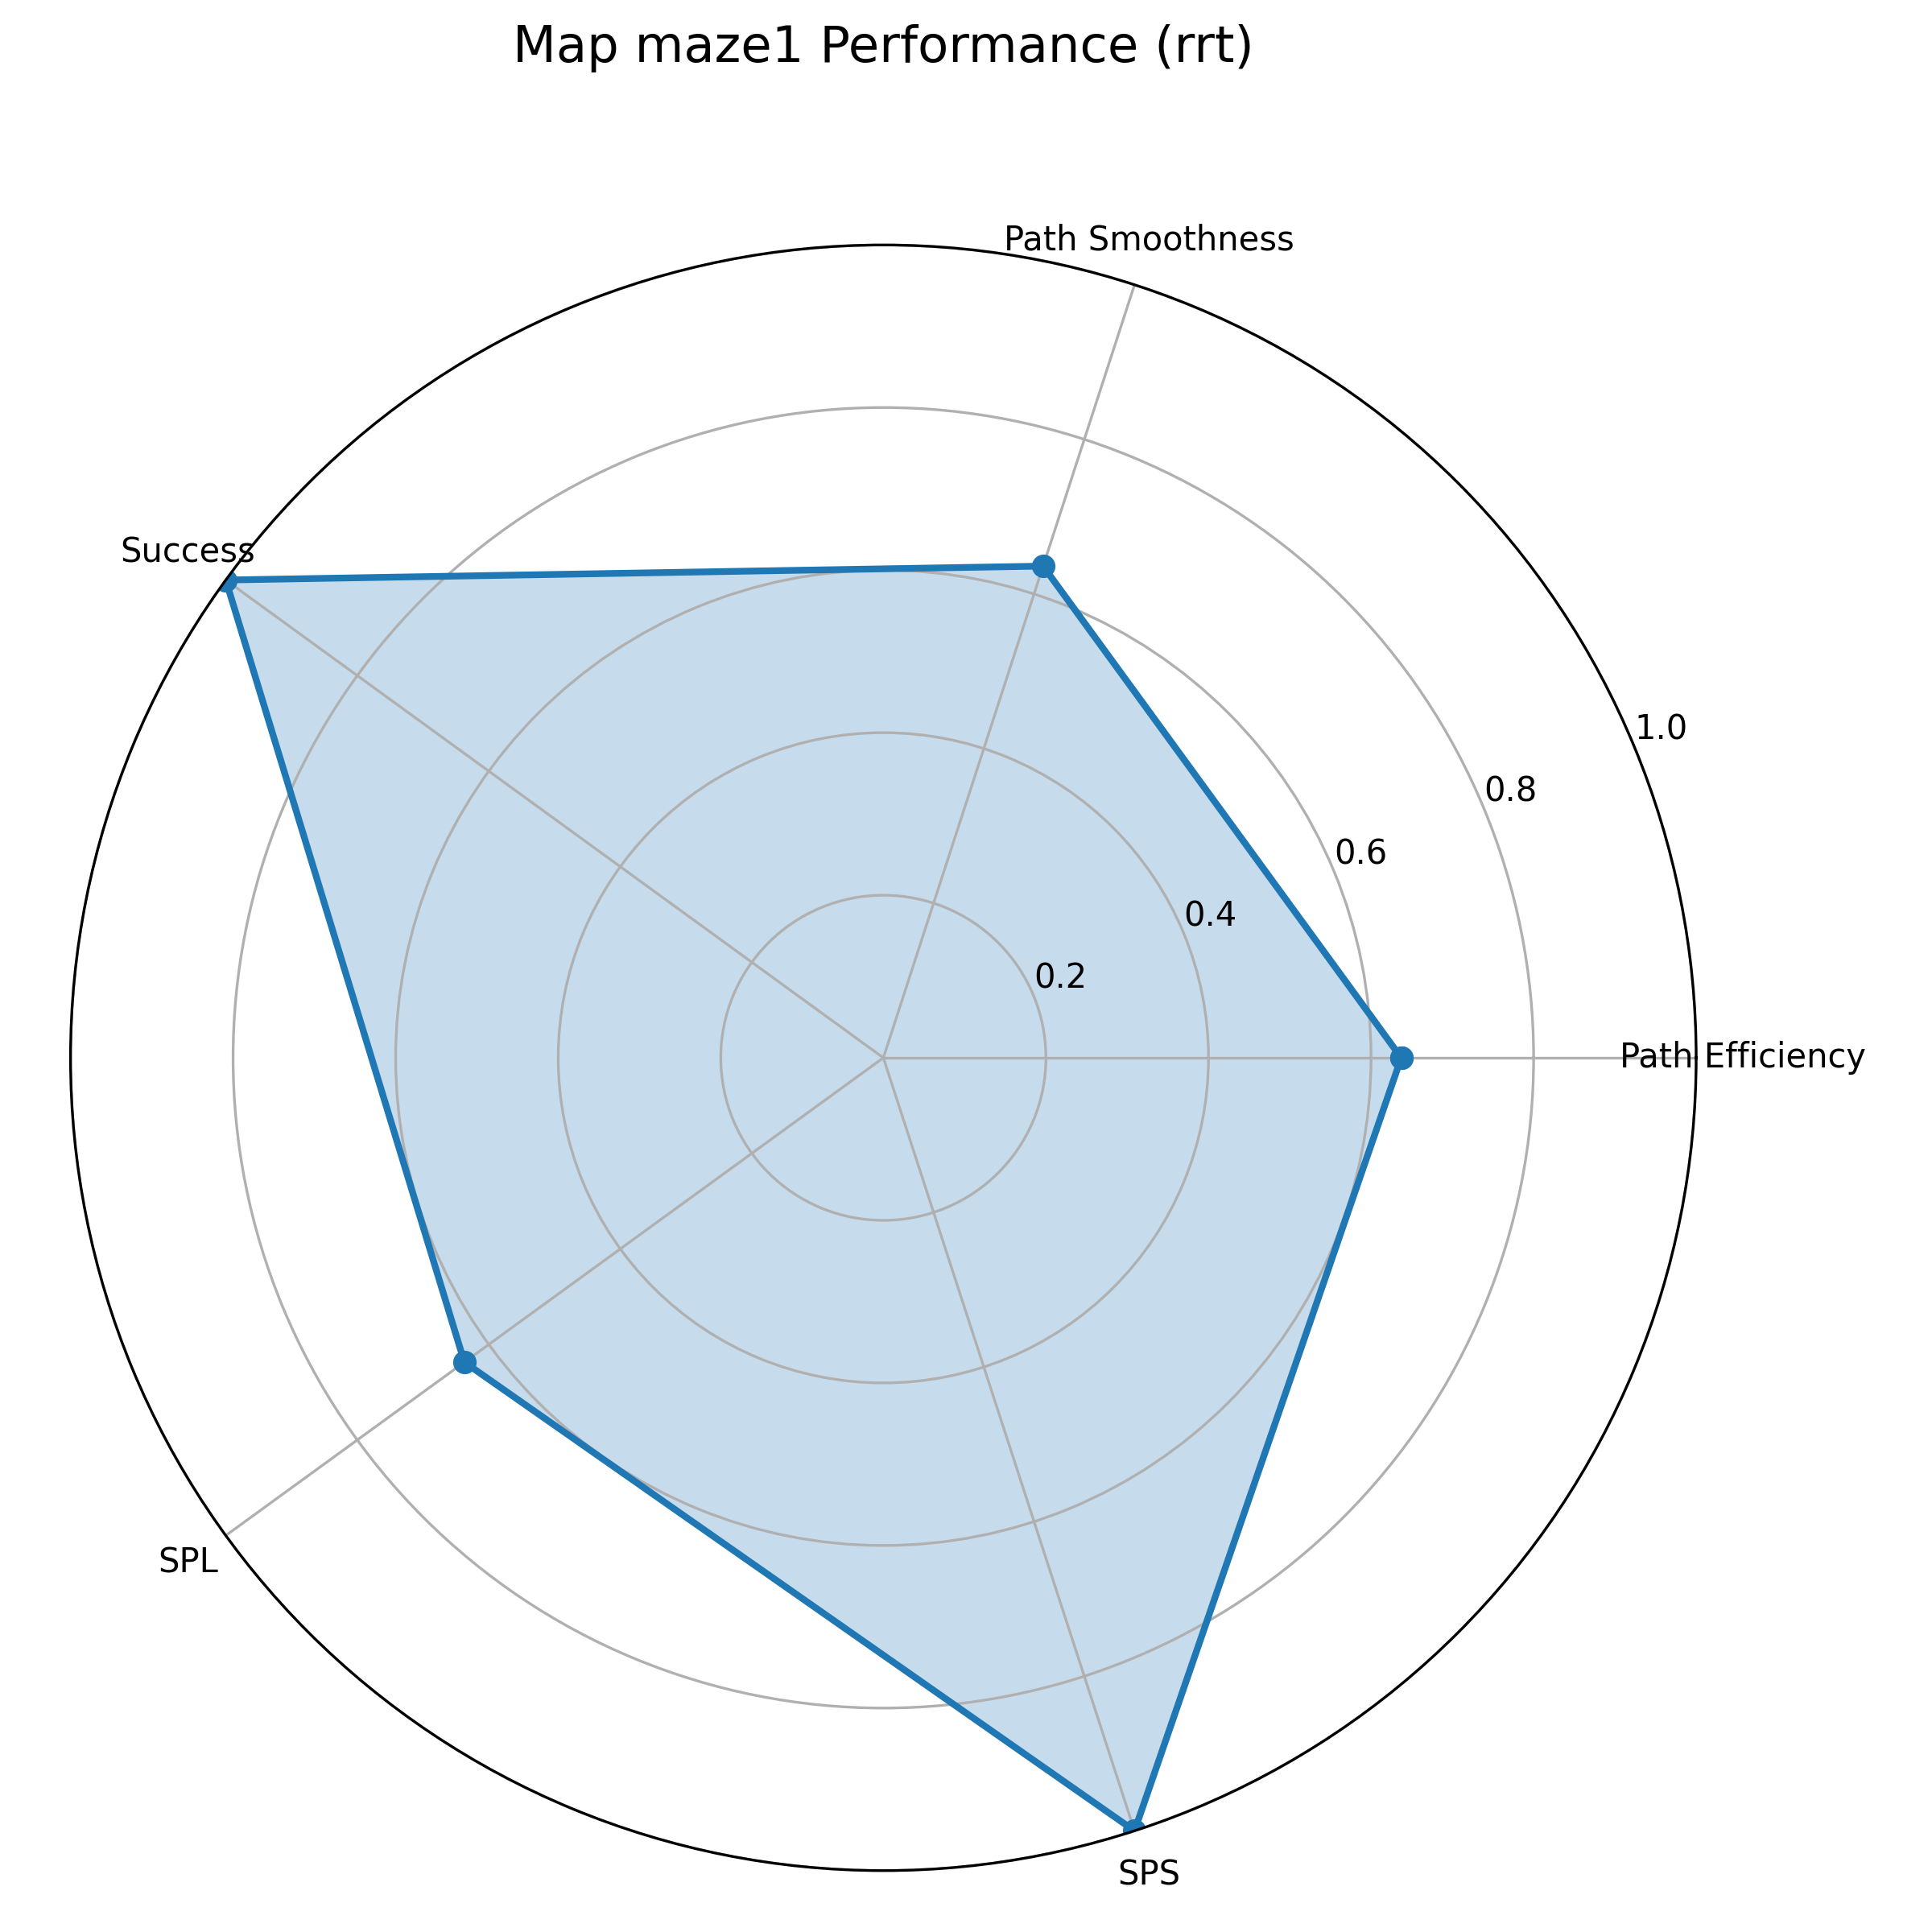 Map maze1 Performance (rrt)
Path Smoothness
Success
1.0
0.8
0.6
0.4
0.2
Path Efficiency
SPL
SPS